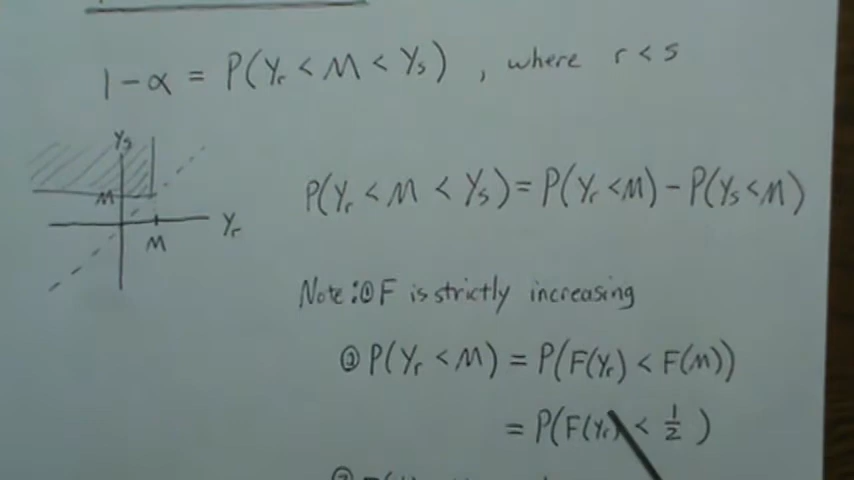 1-α = P(Yr < M < Ys) , where r < s
Ys
M
Yr
M
P(Yr < M < Ys) = P(Yr < M) - P(Ys < M)
Note: ① F is strictly increasing
② P(Yr < M) = P(F(Yr) < F(M))
= P(F(Yr) < 1/2 )